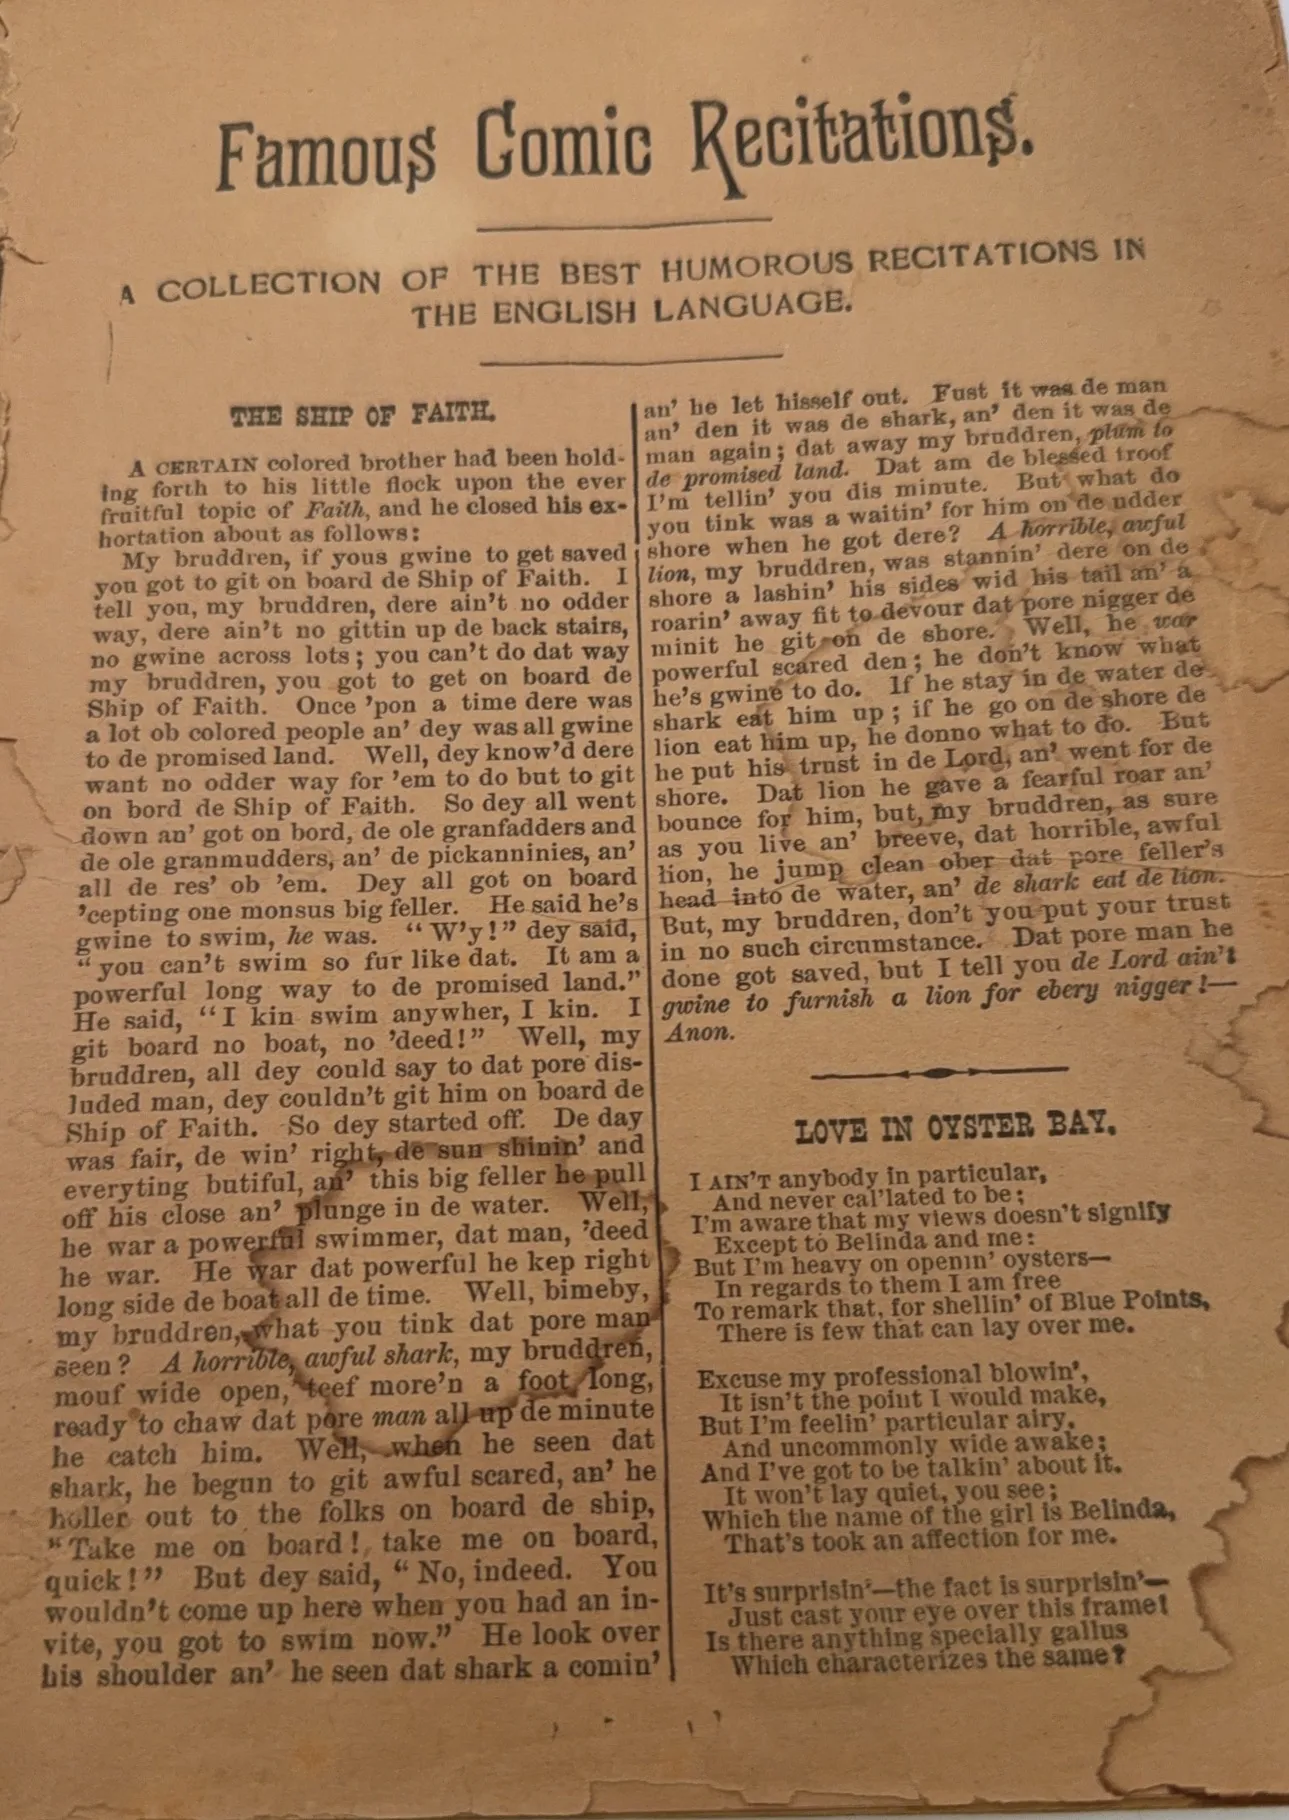 Famous Comic Recitations.
A COLLECTION OF THE BEST HUMOROUS RECITATIONS IN
THE ENGLISH LANGUAGE.
THE SHIP OF FAITH.
A CERTAIN colored brother had been hold-
ing forth to his little flock upon the ever
fruitful topic of Faith, and he closed his ex-
hortation about as follows:
My bruddren, if yous gwine to get saved
you got to git on board de Ship of Faith. I
tell you, my bruddren, dere ain't no odder
way, dere ain't no gittin up de back stairs,
no gwine across lots; you can't do dat way
my bruddren, you got to get on board de
Ship of Faith. Once 'pon a time dere was
a lot ob colored people an' dey was all gwine
to de promised land. Well, dey know'd dere
want no odder way for 'em to do but to git
on bord de Ship of Faith. So dey all went
down an' got on bord, de ole granfadders and
de ole granmudders, an' de pickanninies, an'
all de res' ob 'em. Dey all got on board
'cepting one monsus big feller. He said he's
gwine to swim, he was. "W'y!" dey said,
"you can't swim so fur like dat. It am a
powerful long way to de promised land."
He said, "I kin swim anywher, I kin. I
git board no boat, no 'deed!" Well, my
bruddren, all dey could say to dat pore dis-
luded man, dey couldn't git him on board de
Ship of Faith. So dey started off. De day
was fair, de win' right, de sun shinin' and
everyting butiful, an' this big feller he pull
off his close an' plunge in de water. Well,
he war a powerful swimmer, dat man, 'deed
he war. He war dat powerful he kep right
long side de boat all de time. Well, bimeby,
my bruddren, what you tink dat pore man
seen? A horrible, awful shark, my bruddren,
mouf wide open, teef more'n a foot long,
ready to chaw dat pore man all up de minute
he catch him. Well, when he seen dat
shark, he begun to git awful scared, an' he
holler out to the folks on board de ship,
"Take me on board! take me on board,
quick!" But dey said, "No, indeed. You
wouldn't come up here when you had an in-
vite, you got to swim now." He look over
his shoulder an' he seen dat shark a comin'
an' he let hisself out. Fust it was de man
an' den it was de shark, an' den it was de
man again; dat away my bruddren, plum to
de promised land. Dat am de blessed troof
I'm tellin' you dis minute. But what do
you tink was a waitin' for him on de udder
shore when he got dere? A horrible, awful
lion, my bruddren, was stannin' dere on de
shore a lashin' his sides wid his tail an' a
roarin' away fit to devour dat pore nigger de
minit he git on de shore. Well, he war
powerful scared den; he don't know what
he's gwine to do. If he stay in de water de
shark eat him up; if he go on de shore de
lion eat him up, he donno what to do. But
he put his trust in de Lord, an' went for de
shore. Dat lion he gave a fearful roar an'
bounce for him, but, my bruddren, as sure
as you live an' breeve, dat horrible, awful
lion, he jump clean ober dat pore feller's
head into de water, an' de shark eat de lion.
But, my bruddren, don't you put your trust
in no such circumstance. Dat pore man he
done got saved, but I tell you de Lord ain't
gwine to furnish a lion for ebery nigger!—
Anon.
LOVE IN OYSTER BAY.
I AIN'T anybody in particular,
And never cal'lated to be;
I'm aware that my views doesn't signify
Except to Belinda and me:
But I'm heavy on openin' oysters—
In regards to them I am free
To remark that, for shellin' of Blue Points,
There is few that can lay over me.
Excuse my professional blowin',
It isn't the point I would make,
But I'm feelin' particular airy,
And uncommonly wide awake;
And I've got to be talkin' about it.
It won't lay quiet, you see;
Which the name of the girl is Belinda,
That's took an affection for me.
It's surprisin'—the fact is surprisin'—
Just cast your eye over this frame!
Is there anything specially gallus
Which characterizes the same?